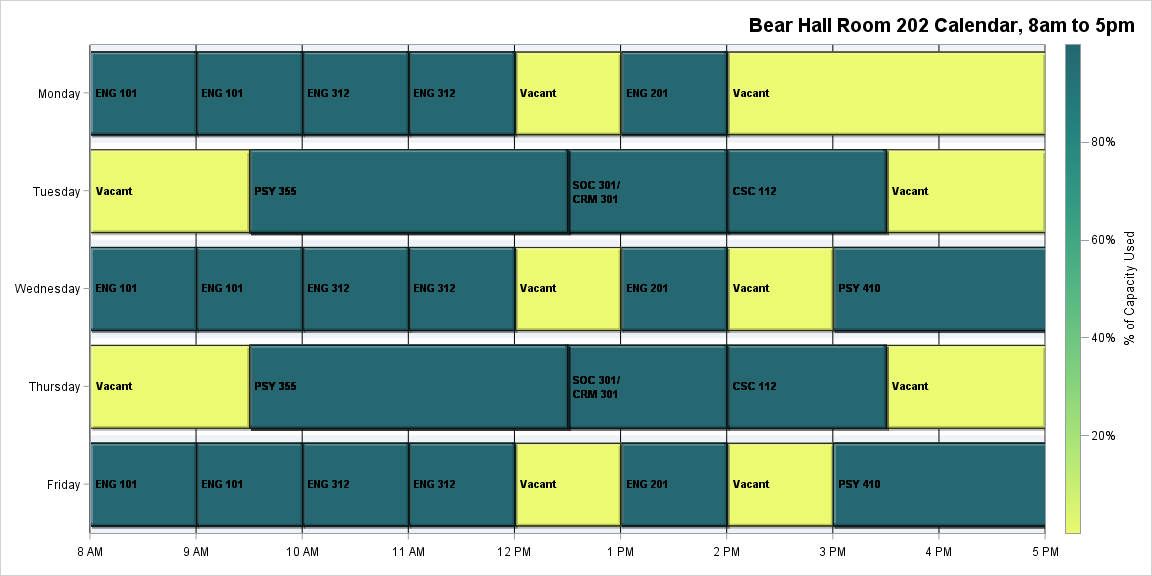 Bear Hall Room 202 Calendar, 8am to 5pm
Monday
ENG 101
ENG 101
ENG 312
ENG 312
Vacant
ENG 201
Vacant
Tuesday
Vacant
PSY 355
SOC 301/
CRM 301
CSC 112
Vacant
Wednesday
ENG 101
ENG 101
ENG 312
ENG 312
Vacant
ENG 201
Vacant
PSY 410
Thursday
Vacant
PSY 355
SOC 301/
CRM 301
CSC 112
Vacant
Friday
ENG 101
ENG 101
ENG 312
ENG 312
Vacant
ENG 201
Vacant
PSY 410
8 AM
9 AM
10 AM
11 AM
12 PM
1 PM
2 PM
3 PM
4 PM
5 PM
80%
60%
40%
20%
% of Capacity Used